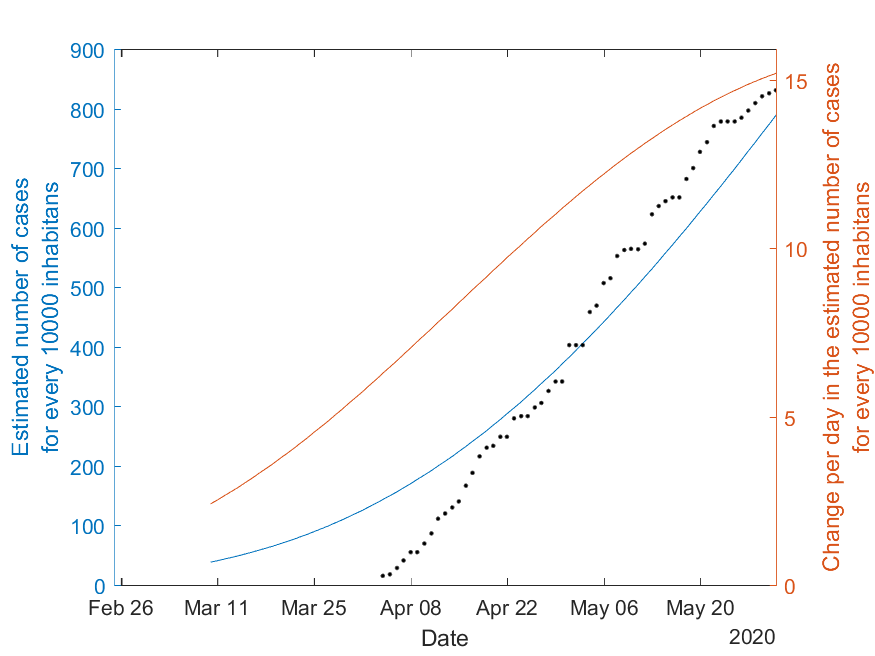 900
800
700
600
500
400
300
200
100
0
Estimated number of cases
for every 10000 inhabitans
15
10
5
0
Change per day in the estimated number of cases
for every 10000 inhabitans
Feb 26 Mar 11 Mar 25 Apr 08 Apr 22 May 06 May 20
Date
2020